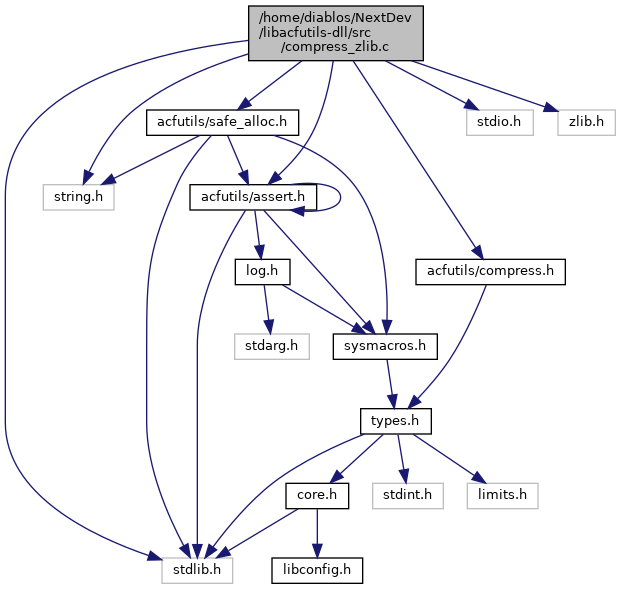 /home/diablos/NextDev
/libacfutils-dll/src
/compress_zlib.c
acfutils/safe_alloc.h
stdio.h
zlib.h
string.h
acfutils/assert.h
log.h
acfutils/compress.h
stdarg.h
sysmacros.h
types.h
core.h
stdint.h
limits.h
stdlib.h
libconfig.h